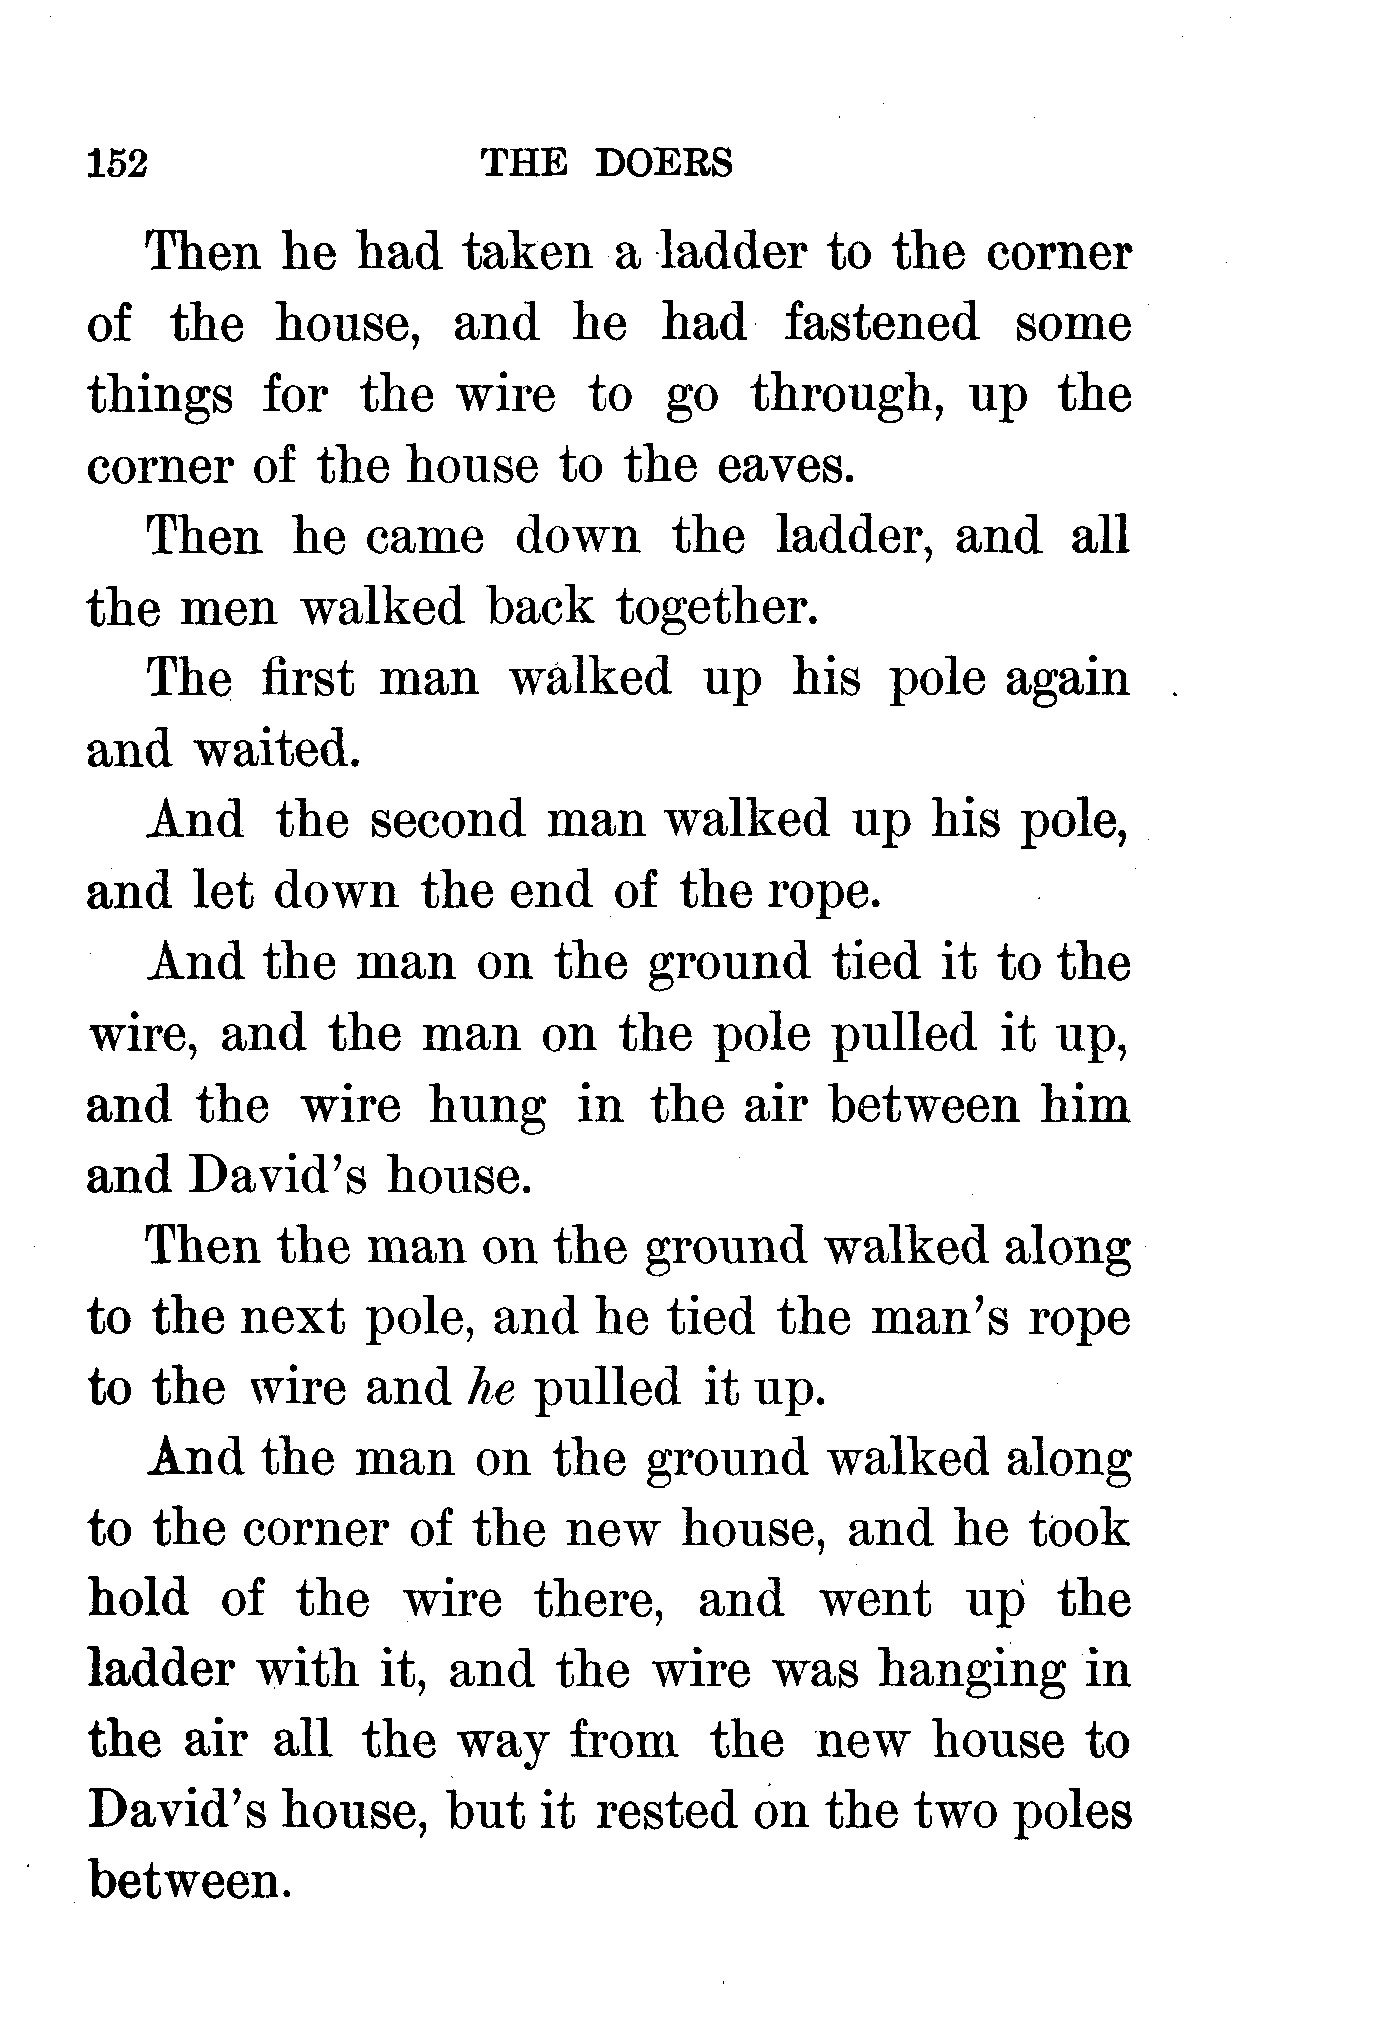 152 THE DOERS
Then he had taken a ladder to the corner
of the house, and he had fastened some
things for the wire to go through, up the
corner of the house to the eaves.
Then he came down the ladder, and all
the men walked back together.
The first man walked up his pole again
and waited.
And the second man walked up his pole,
and let down the end of the rope.
And the man on the ground tied it to the
wire, and the man on the pole pulled it up,
and the wire hung in the air between him
and David's house.
Then the man on the ground walked along
to the next pole, and he tied the man's rope
to the wire and he pulled it up.
And the man on the ground walked along
to the corner of the new house, and he took
hold of the wire there, and went up the
ladder with it, and the wire was hanging in
the air all the way from the new house to
David's house, but it rested on the two poles
between.